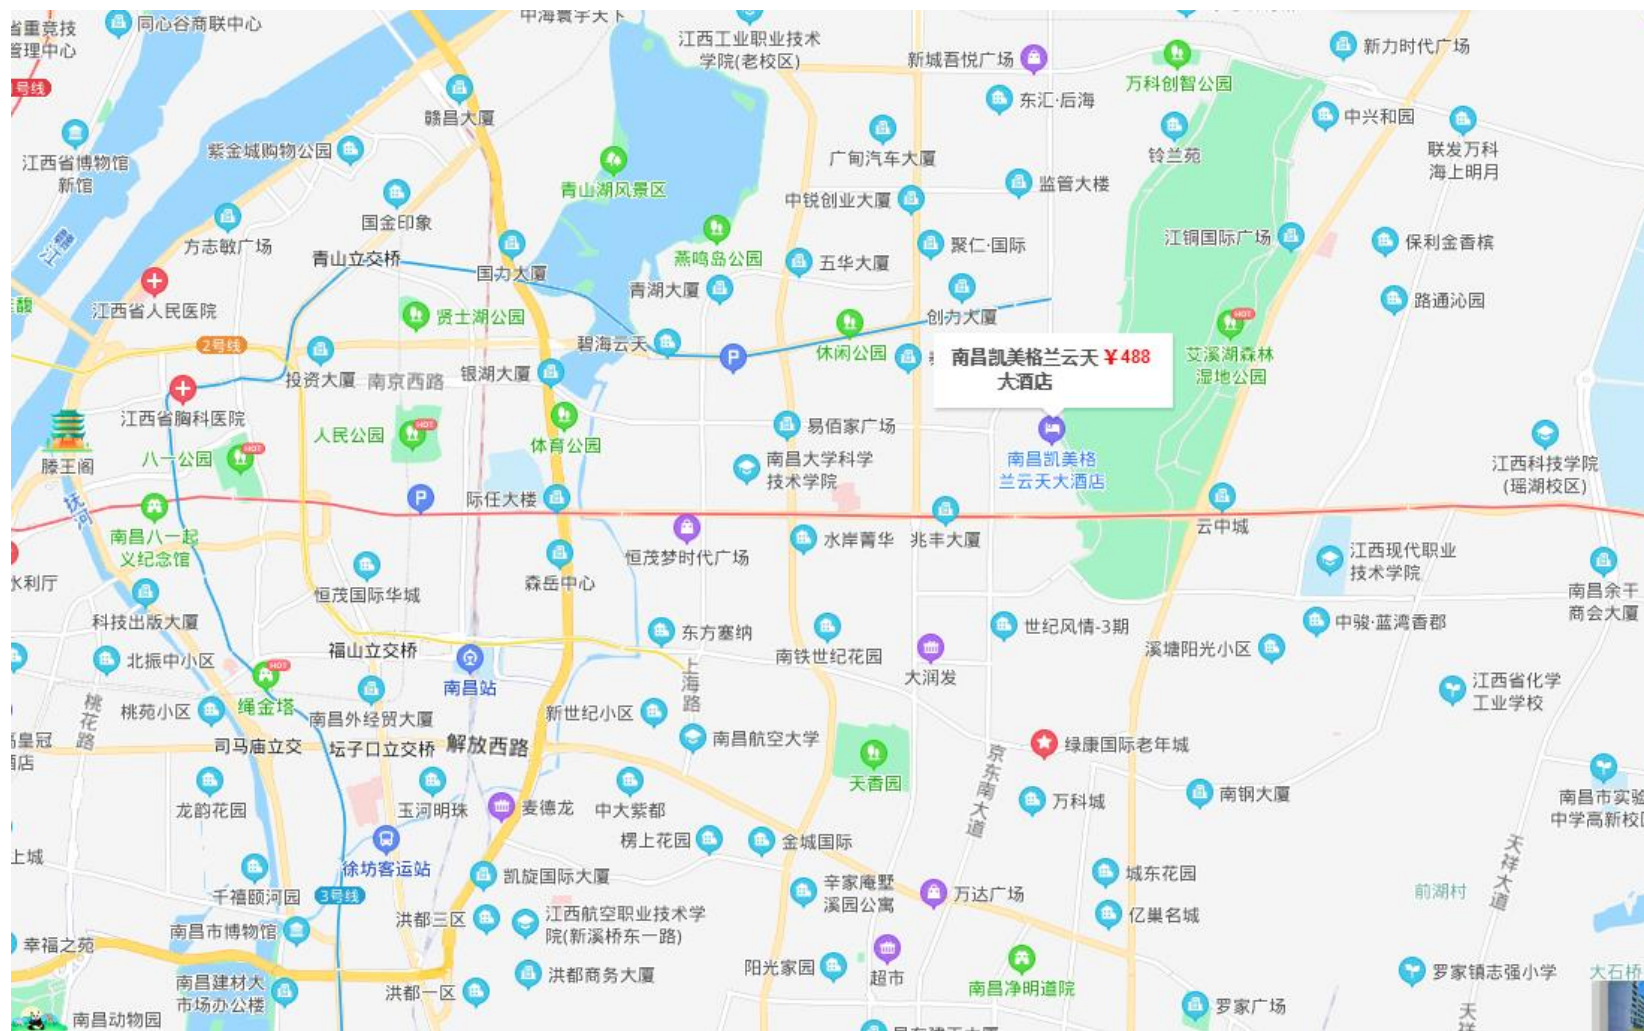 中海寰宇天下
省重竞技
管理中心
同心谷商联中心
江西工业职业技术
学院(老校区)
新城吾悦广场
万科创智公园
新力时代广场
号线
赣昌大厦
东汇·后海
中兴和园
江西省博物馆
新馆
紫金城购物公园
广甸汽车大厦
铃兰苑
联发万科
海上明月
青山湖风景区
中锐创业大厦
监管大楼
国金印象
方志敏广场
青山立交桥
国力大厦
燕鸣岛公园
五华大厦
聚仁·国际
江铜国际广场
保利金香槟
江西省人民医院
青湖大厦
创力大厦
路通沁园
贤士湖公园
2号线
碧海云天
休闲公园
HOT
艾溪湖森林
湿地公园
南昌凯美格兰云天 ¥488
大酒店
投资大厦
南京西路
银湖大厦
P
江西省胸科医院
滕王阁
八一公园
HOT
人民公园
HOT
体育公园
易佰家广场
南昌大学科学
技术学院
南昌凯美格
兰云天大酒店
江西科技学院
(瑶湖校区)
抚河
P
际任大楼
云中城
南昌八一起
义纪念馆
恒茂梦时代广场
水岸菁华
兆丰大厦
江西现代职业
技术学院
水利厅
恒茂国际华城
森岳中心
南昌余干
商会大厦
科技出版大厦
东方塞纳
南铁世纪花园
世纪风情-3期
中骏·蓝湾香郡
溪塘阳光小区
北振中小区
福山立交桥
南昌站
上海路
大润发
江西省化学
工业学校
HOT
绳金塔
桃花路
桃苑小区
南昌外经贸大厦
新世纪小区
南昌航空大学
司马庙立交
坛子口立交桥
解放西路
天香园
京东南大道
绿康国际老年城
龙韵花园
玉河明珠
麦德龙
中大紫都
万科城
南钢大厦
南昌市实验
中学高新校区
楞上花园
金城国际
徐坊客运站
千禧颐河园
3号线
凯旋国际大厦
辛家庵墅
溪园公寓
万达广场
城东花园
亿巢名城
前湖村
天祥大道
南昌市博物馆
洪都三区
江西航空职业技术学
院(新溪桥东一路)
幸福之苑
南昌建材大
市场办公楼
洪都一区
洪都商务大厦
阳光家园
超市
南昌净明道院
罗家镇志强小学
大石桥
罗家广场
南昌动物园